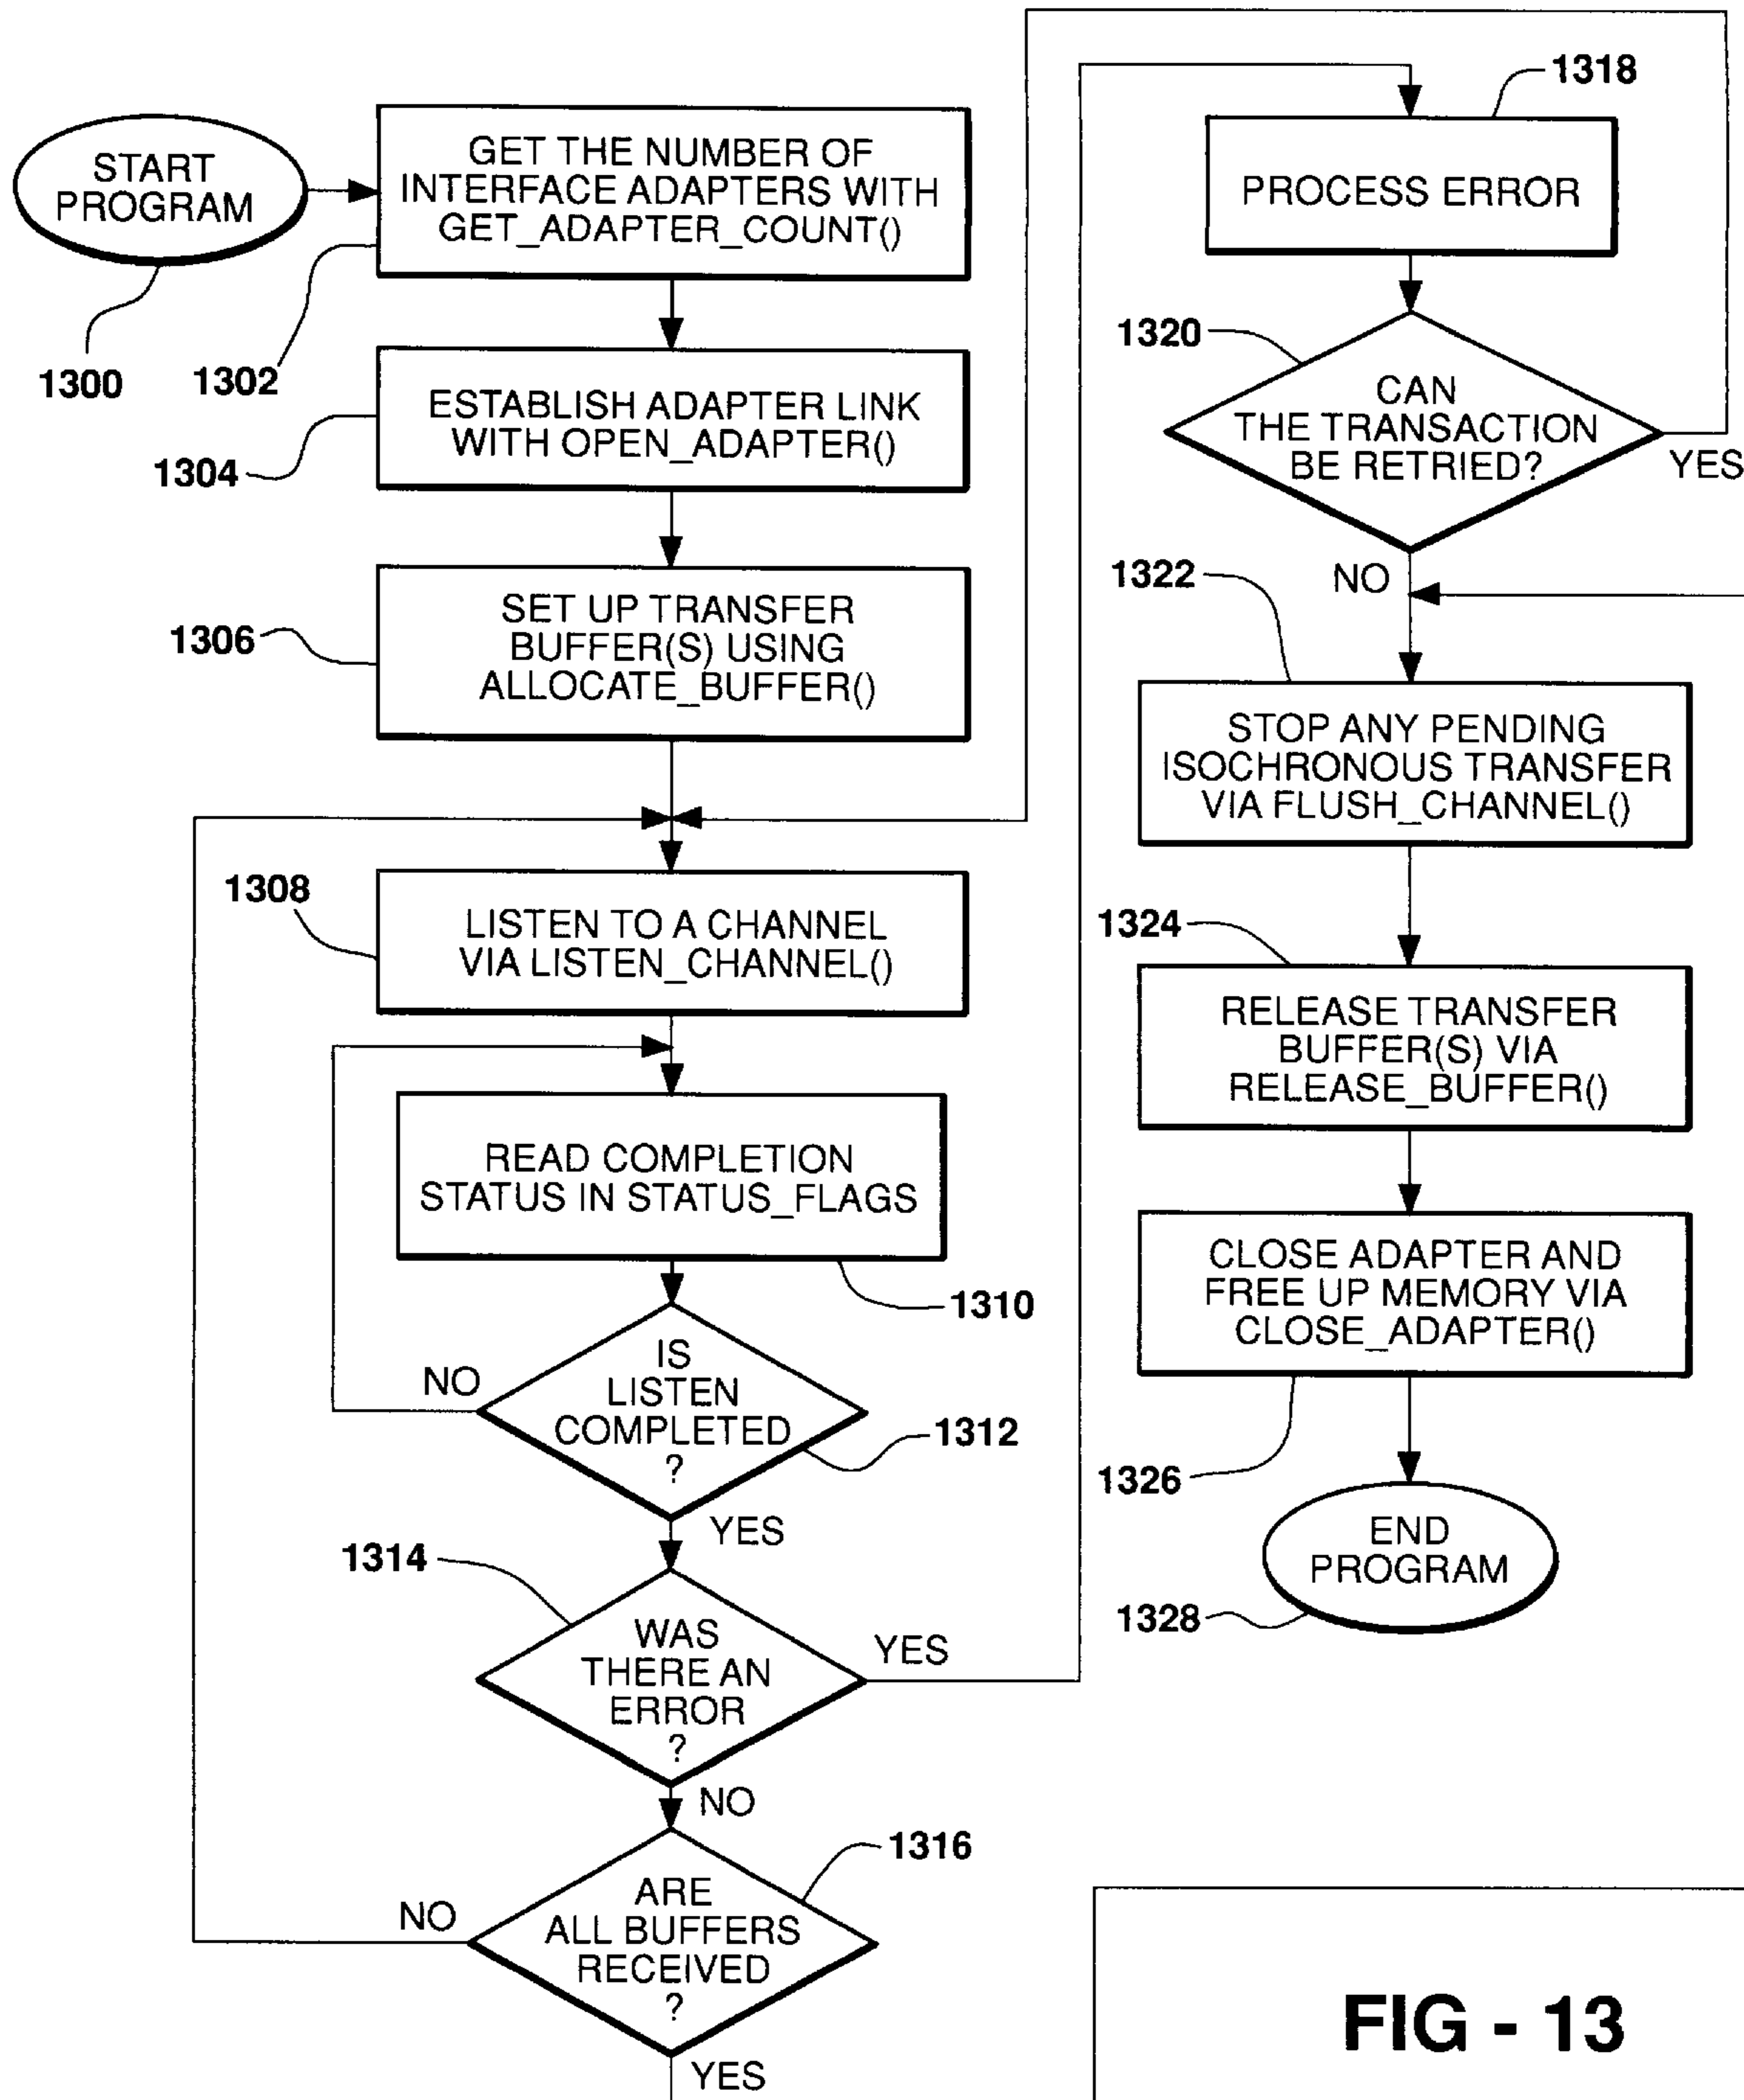 START
PROGRAM
1300
GET THE NUMBER OF
INTERFACE ADAPTERS WITH
GET_ADAPTER_COUNT()
1302
ESTABLISH ADAPTER LINK
WITH OPEN_ADAPTER()
1304
SET UP TRANSFER
BUFFER(S) USING
ALLOCATE_BUFFER()
1306
1308
LISTEN TO A CHANNEL
VIA LISTEN_CHANNEL()
READ COMPLETION
STATUS IN STATUS_FLAGS
1310
IS
LISTEN
COMPLETED
?
NO
1312
YES
1314
WAS
THERE AN
ERROR
?
YES
NO
1316
ARE
ALL BUFFERS
RECEIVED
?
NO
YES
1318
PROCESS ERROR
1320
CAN
THE TRANSACTION
BE RETRIED?
YES
NO
1322
STOP ANY PENDING
ISOCHRONOUS TRANSFER
VIA FLUSH_CHANNEL()
1324
RELEASE TRANSFER
BUFFER(S) VIA
RELEASE_BUFFER()
CLOSE ADAPTER AND
FREE UP MEMORY VIA
CLOSE_ADAPTER()
1326
END
PROGRAM
1328
FIG - 13